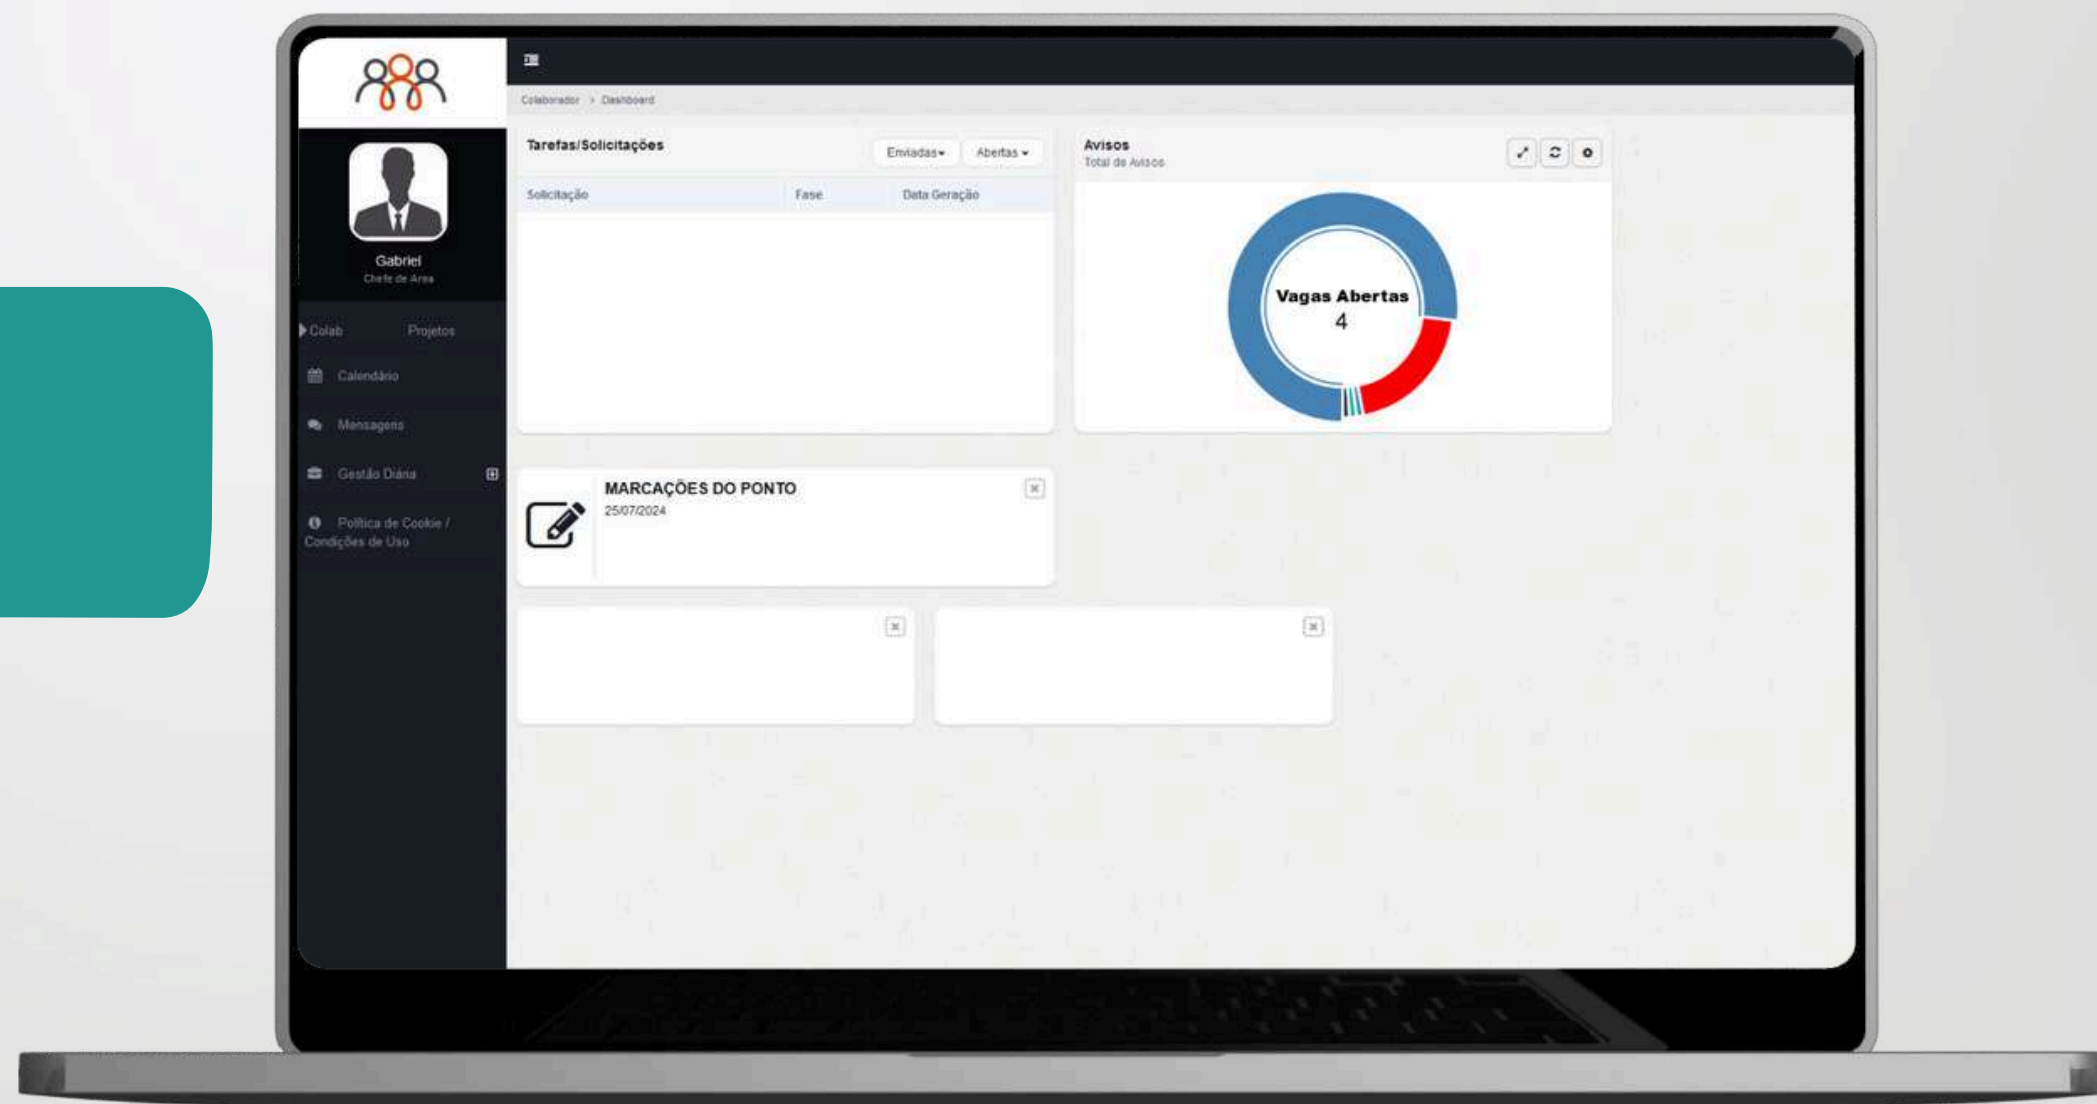 Colaborador > Dashboard
Gabriel
Chefe de Area
Colab Projetos
Calendário
Mensagens
Gestão Diária
Política de Cookie /
Condições de Uso
Tarefas/Solicitações
Enviadas
Abertas
Solicitação Fase Data Geração
Avisos
Total de Avisos
Vagas Abertas
4
MARCAÇÕES DO PONTO
25/07/2024